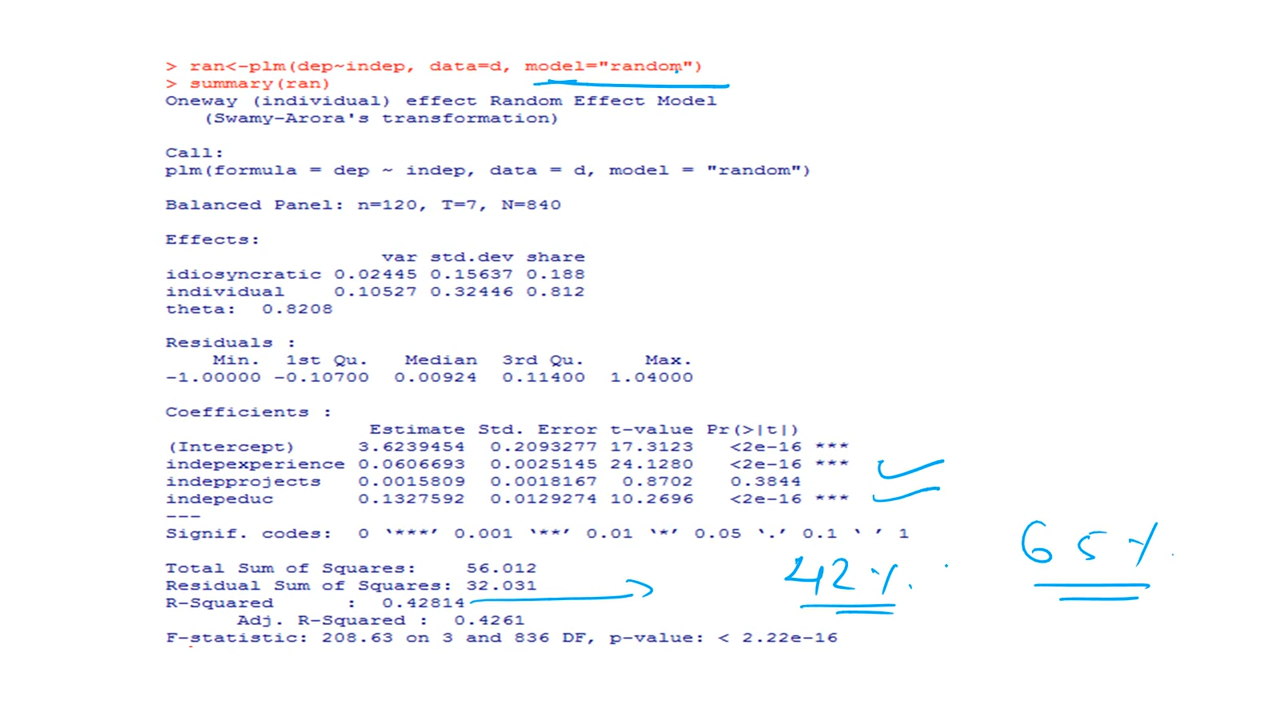 > ran<-plm(dep~indep, data=d, model="random")
> summary(ran)
Oneway (individual) effect Random Effect Model
(Swamy-Arora's transformation)
Call:
plm(formula = dep ~ indep, data = d, model = "random")
Balanced Panel: n=120, T=7, N=840
Effects:
var std.dev share
idiosyncratic 0.02445 0.15637 0.188
individual 0.10527 0.32446 0.812
theta: 0.8208
Residuals :
Min. 1st Qu. Median 3rd Qu. Max.
-1.00000 -0.10700 0.00924 0.11400 1.04000
Coefficients :
Estimate Std. Error t-value Pr(>|t|)
(Intercept) 3.6239454 0.2093277 17.3123 <2e-16 ***
indepexperience 0.0606693 0.0025145 24.1280 <2e-16 ***
indepprojects 0.0015809 0.0018167 0.8702 0.3844
indepeduc 0.1327592 0.0129274 10.2696 <2e-16 ***
---
Signif. codes: 0 '***' 0.001 '**' 0.01 '*' 0.05 '.' 0.1 ' ' 1
65%
42%.
Total Sum of Squares: 56.012
Residual Sum of Squares: 32.031
R-Squared : 0.42814
Adj. R-Squared : 0.4261
F-statistic: 208.63 on 3 and 836 DF, p-value: < 2.22e-16